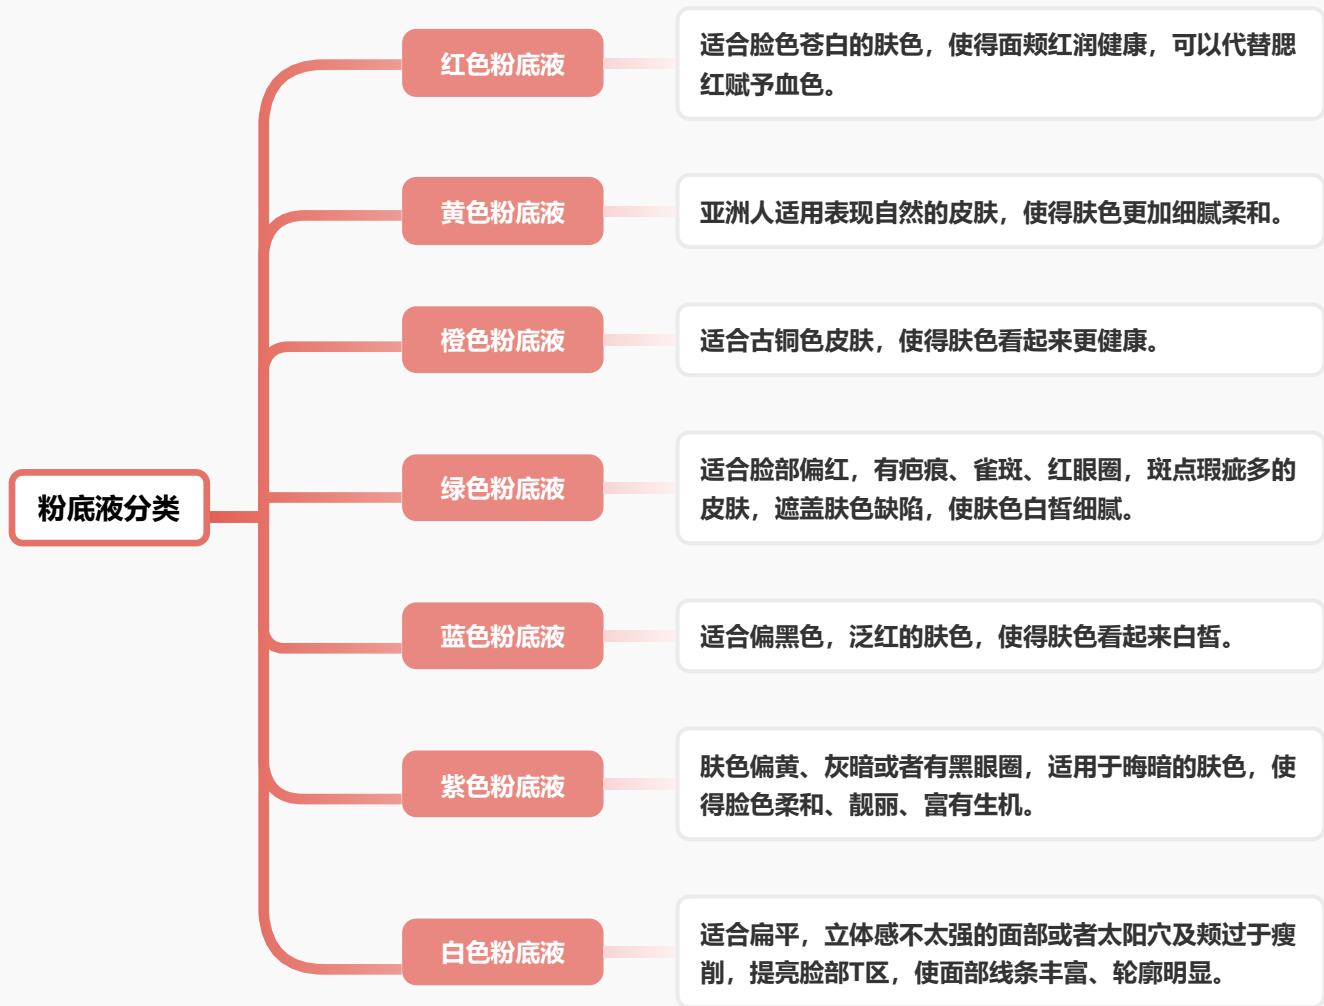 粉底液分类
红色粉底液
适合脸色苍白的肤色，使得面颊红润健康，可以代替腮
红赋予血色。
黄色粉底液
亚洲人适用表现自然的皮肤，使得肤色更加细腻柔和。
橙色粉底液
适合古铜色皮肤，使得肤色看起来更健康。
绿色粉底液
适合脸部偏红，有疤痕、雀斑、红眼圈，斑点瑕疵多的
皮肤，遮盖肤色缺陷，使肤色白皙细腻。
蓝色粉底液
适合偏黑色，泛红的肤色，使得肤色看起来白皙。
紫色粉底液
肤色偏黄、灰暗或者有黑眼圈，适用于晦暗的肤色，使
得脸色柔和、靓丽、富有生机。
白色粉底液
适合扁平，立体感不太强的面部或者太阳穴及颊过于瘦
削，提亮脸部T区，使面部线条丰富、轮廓明显。